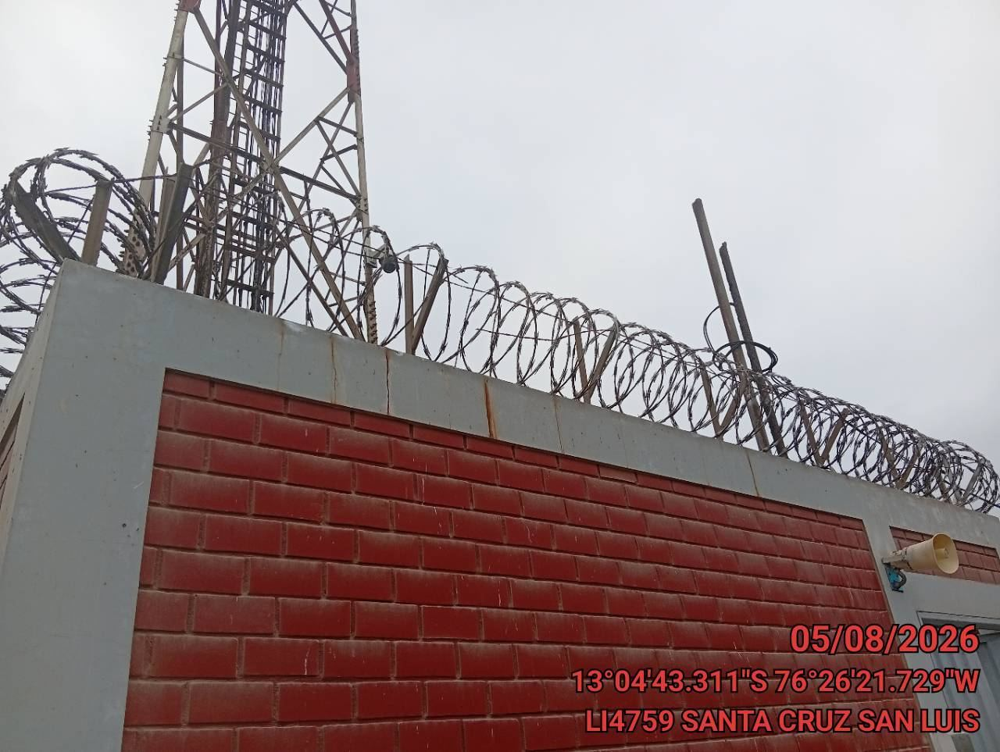 05/08/2026
13°04'43.311"S 76°26'21.729"W
LI4759 SANTA CRUZ SAN LUIS